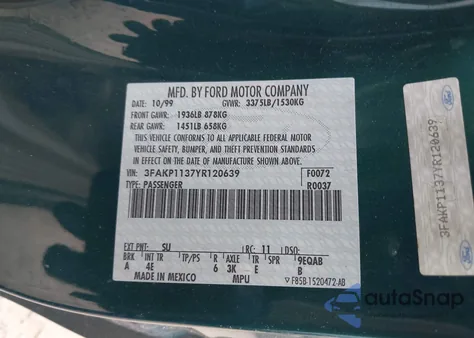 MFD. BY FORD MOTOR COMPANY
DATE: 10/99 GVWR: 3375LB/1530KG
FRONT GAWR: 1936LB 878KG
REAR GAWR: 1451LB 658KG
THIS VEHICLE CONFORMS TO ALL APPLICABLE FEDERAL MOTOR
VEHICLE SAFETY, BUMPER, AND THEFT PREVENTION STANDARDS
IN EFFECT ON THE DATE OF MANUFACTURE SHOWN ABOVE
VIN: 3FAKP1137YR120639 F0072
TYPE: PASSENGER R0037
EXT PNT: SU RC: 11 DSO:
BR INT TR TP/PS R AXLE TR SPR 9EQAB
A 4E 6 3K E B
MADE IN MEXICO MPU F85B-1520472-AB
Ford
3FAKP1137YR120639
Ford
autoSnap